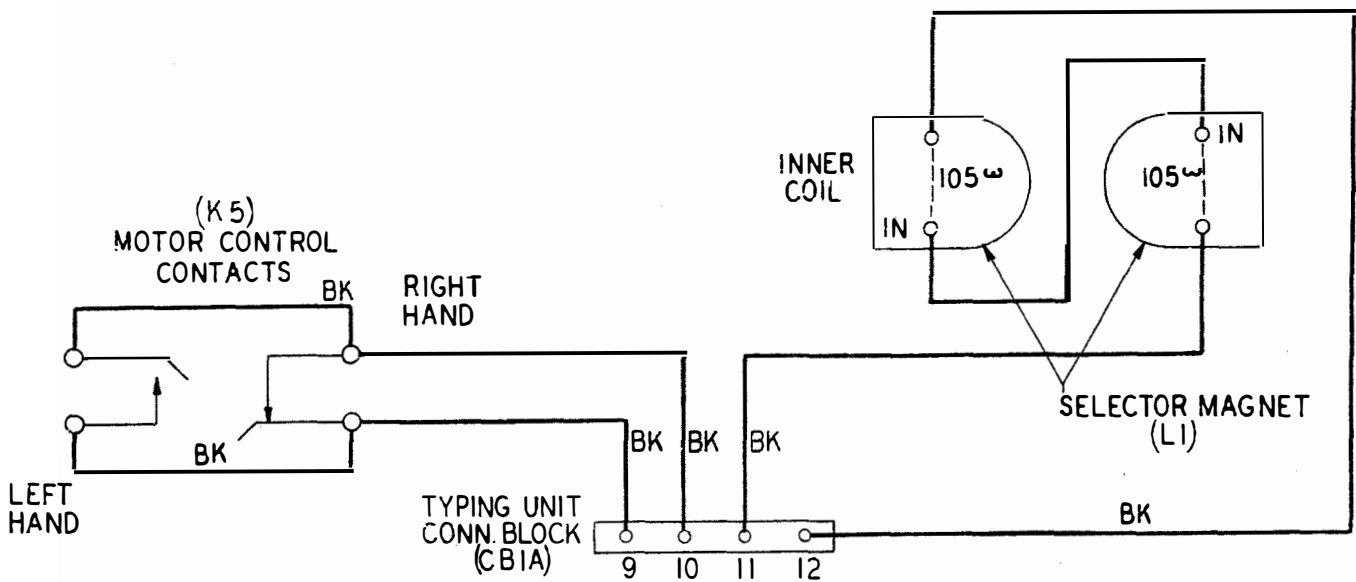 (K5)
MOTOR CONTROL
CONTACTS
BK
RIGHT
HAND
BK
LEFT
HAND
INNER
COIL
105ω
IN
105ω
IN
SELECTOR MAGNET
(L1)
BK
BK
BK
BK
TYPING UNIT
CONN. BLOCK
(CB1A)
9 10 11 12